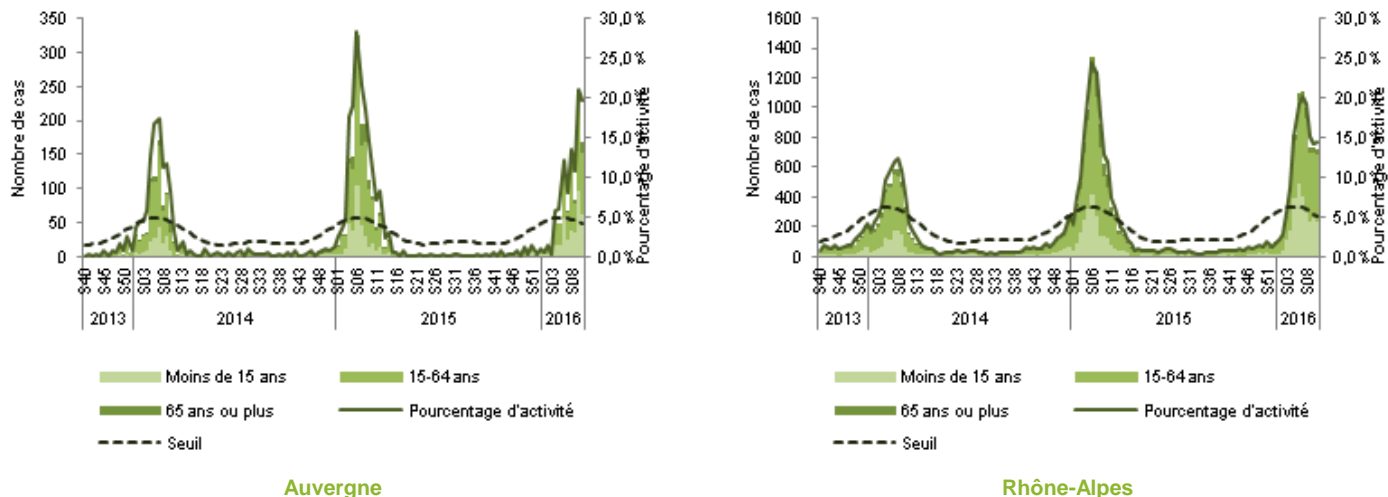 350
300
250
200
150
100
50
0
Nombre de cas
30,0%
25,0%
20,0%
15,0%
10,0%
5,0%
0,0%
Pourcentage d'activité
S40
S45
S50
S03
S08
S13
S18
S23
S28
S33
S38
S43
S48
S01
S06
S11
S16
S21
S26
S31
S36
S41
S46
S51
S03
S08
2013
2014
2015
2016
Moins de 15 ans
15-64 ans
65 ans ou plus
Pourcentage d'activité
Seuil
Auvergne
1600
1400
1200
1000
800
600
400
200
0
Nombre de cas
30,0%
25,0%
20,0%
15,0%
10,0%
5,0%
0,0%
Pourcentage d'activité
S40
S45
S50
S03
S08
S13
S18
S23
S28
S33
S38
S43
S48
S01
S06
S11
S16
S21
S26
S31
S36
S41
S46
S51
S03
S08
2013
2014
2015
2016
Moins de 15 ans
15-64 ans
65 ans ou plus
Pourcentage d'activité
Seuil
Rhône-Alpes